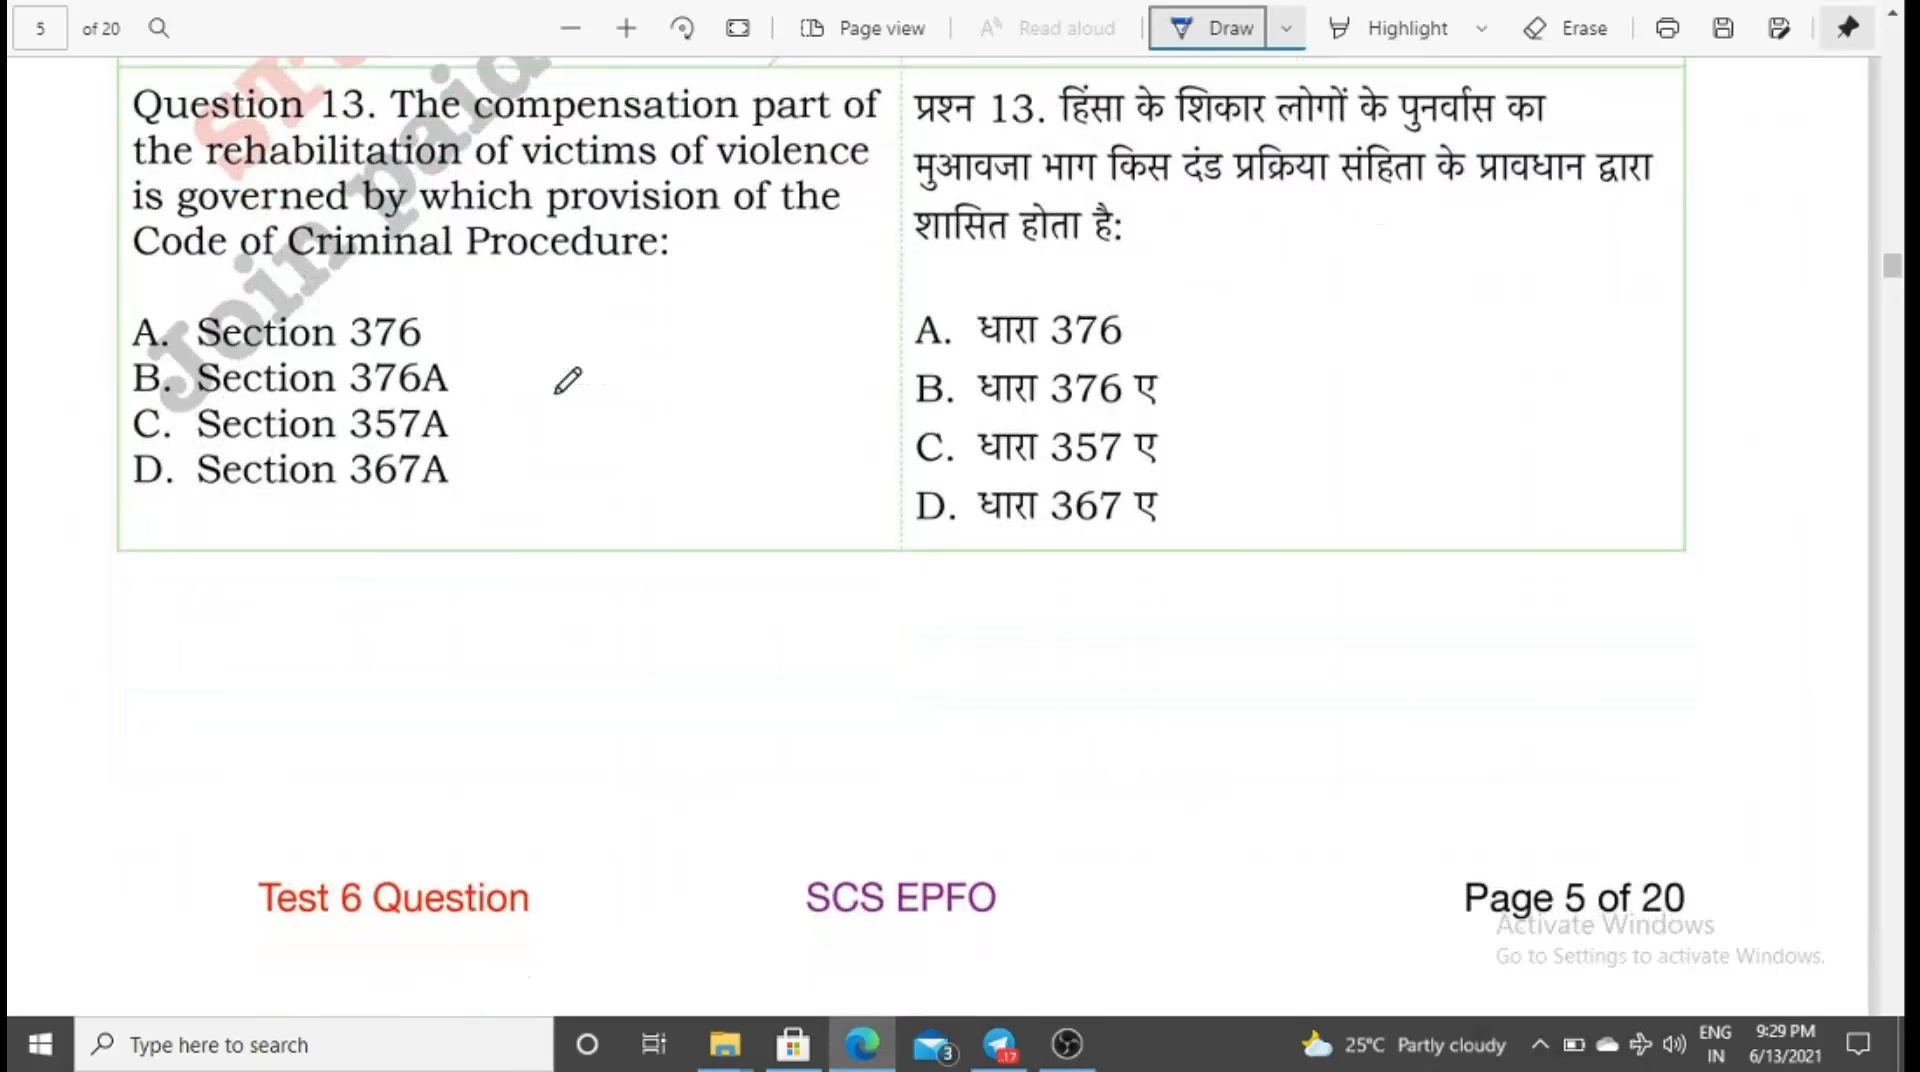 5 of 20 Page view Read aloud Draw Highlight Erase
Question 13. The compensation part of
the rehabilitation of victims of violence
is governed by which provision of the
Code of Criminal Procedure:
A. Section 376
B. Section 376A
C. Section 357A
D. Section 367A
प्रश्न 13. हिंसा के शिकार लोगों के पुनर्वास का
मुआवजा भाग किस दंड प्रक्रिया संहिता के प्रावधान द्वारा
शासित होता है:
A. धारा 376
B. धारा 376 ए
C. धारा 357 ए
D. धारा 367 ए
Join paid
Test 6 Question SCS EPFO Page 5 of 20
Activate Windows
Go to Settings to activate Windows.
Type here to search 3 17 25°C Partly cloudy ENG 9:29 PM
IN 6/13/2021